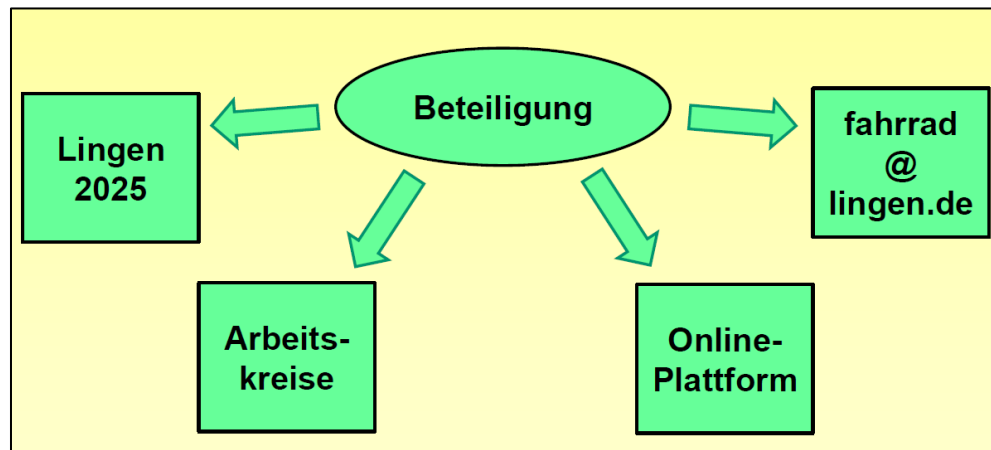 Beteiligung
Lingen
2025
fahrrad
@
lingen.de
Arbeits-
kreise
Online-
Plattform